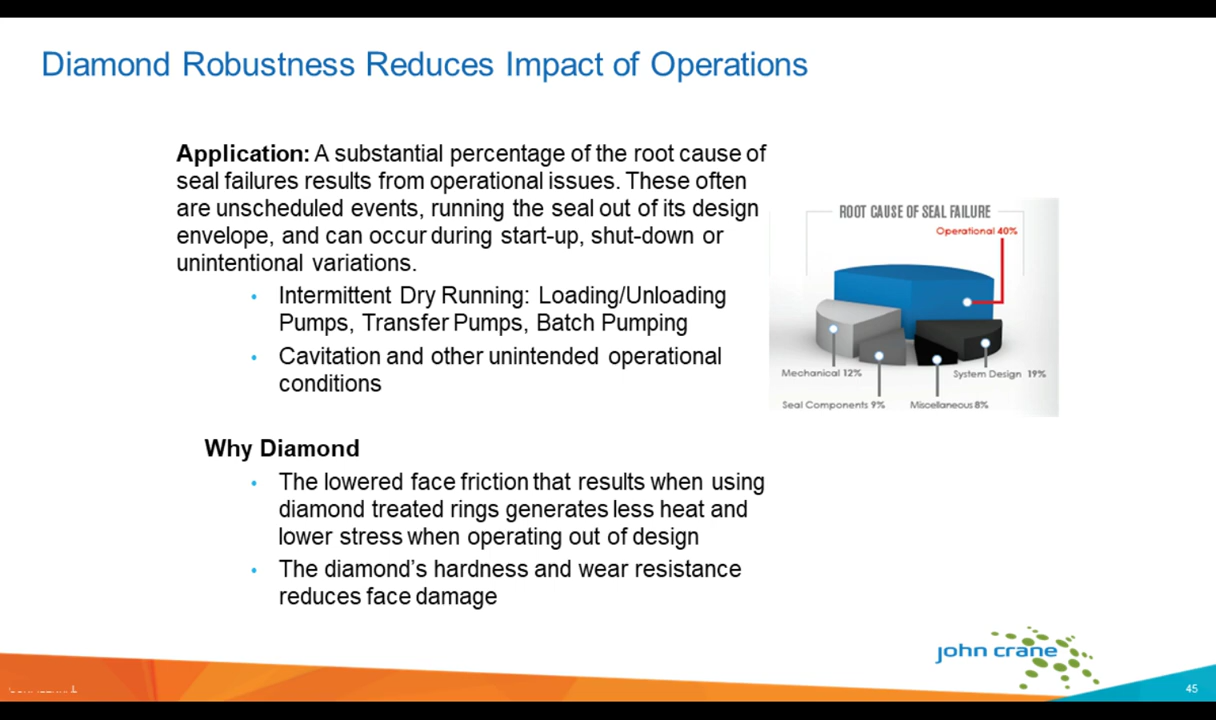 Diamond Robustness Reduces Impact of Operations
Application: A substantial percentage of the root cause of
seal failures results from operational issues. These often
are unscheduled events, running the seal out of its design
envelope, and can occur during start-up, shut-down or
unintentional variations.
• Intermittent Dry Running: Loading/Unloading
Pumps, Transfer Pumps, Batch Pumping
• Cavitation and other unintended operational
conditions
ROOT CAUSE OF SEAL FAILURE
Operational 40%
Mechanical 12%
System Design 19%
Seal Components 9%
Miscellaneous 8%
Why Diamond
• The lowered face friction that results when using
diamond treated rings generates less heat and
lower stress when operating out of design
• The diamond’s hardness and wear resistance
reduces face damage
john crane
45